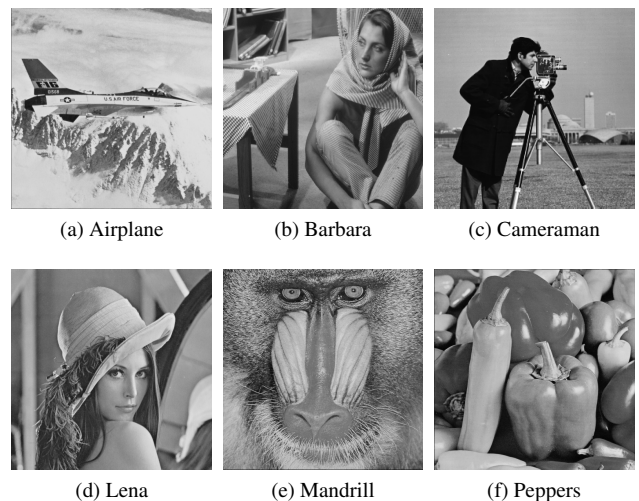 U.S. AIR FORCE
(a) Airplane
(b) Barbara
(c) Cameraman
(d) Lena
(e) Mandrill
(f) Peppers